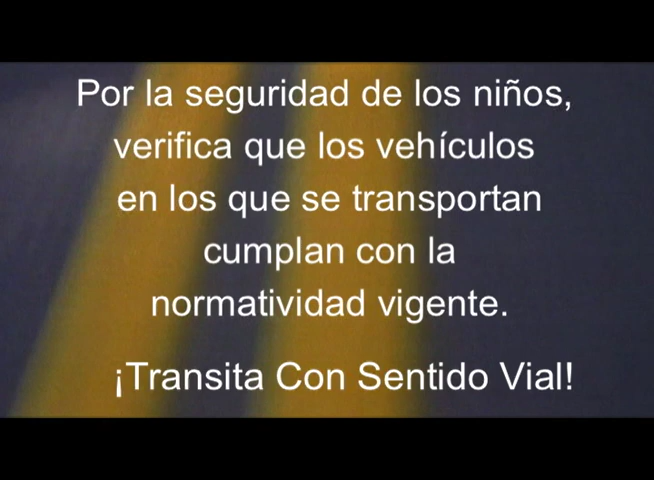 Por la seguridad de los niños,
verifica que los vehículos
en los que se transportan
cumplan con la
normatividad vigente.
¡Transita Con Sentido Vial!